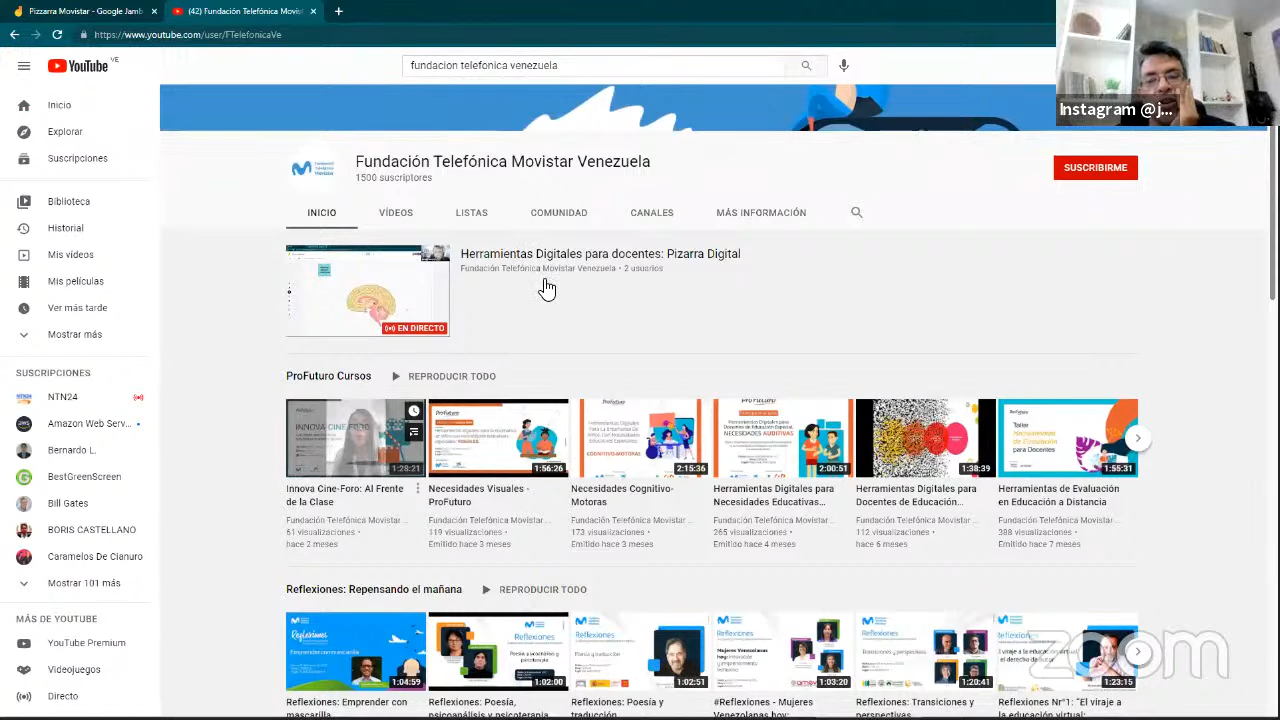 Pizzarra Movistar - Google Jamb
(42) Fundación Telefónica Movist
https://www.youtube.com/user/FTelefonicaVe
YouTube VE
fundacion telefonica venezuela
Instagram @j...
Inicio
Explorar
Suscripciones
Biblioteca
Historial
Mis vídeos
Mis películas
Ver más tarde
Mostrar más
SUSCRIPCIONES
NTN24
Amazon Web Serv...
Bernardo L.
BestGreenScreen
Bill Gates
BORIS CASTELLANO
Caramelos De Cianuro
Mostrar 101 más
MÁS DE YOUTUBE
YouTube Premium
Videojuegos
Directo
Fundación Telefónica Movistar Venezuela
1500 suscriptores
SUSCRIBIRME
INICIO
VÍDEOS
LISTAS
COMUNIDAD
CANALES
MÁS INFORMACIÓN
Herramientas Digitales para docentes: Pizarra Digital
Fundación Telefónica Movistar Venezuela • 2 usuarios
EN DIRECTO
ProFuturo Cursos
REPRODUCIR TODO
1:28:21
1:56:26
2:15:36
2:00:51
1:38:39
1:55:31
Innova Cine-Foro: Al Frente
de la Clase
Fundación Telefónica Movistar ...
61 visualizaciones •
hace 2 meses
Necesidades Visuales -
ProFuturo
Fundación Telefónica Movistar...
119 visualizaciones •
Emitido hace 3 meses
Necesidades Cognitivo-
Motoras
Fundación Telefónica Movistar ...
173 visualizaciones •
Emitido hace 3 meses
Herramientas Digitales para
Necesidades Educativas...
Fundación Telefónica Movistar ...
265 visualizaciones •
Emitido hace 4 meses
Herramientas Digitales para
Docentes de Educación...
Fundación Telefónica Movistar ...
112 visualizaciones •
hace 6 meses
Herramientas de Evaluación
en Educación a Distancia
Fundación Telefónica Movistar ...
388 visualizaciones •
Emitido hace 7 meses
Reflexiones: Repensando el mañana
REPRODUCIR TODO
1:04:59
1:02:00
1:02:51
1:03:20
1:20:41
1:23:15
Reflexiones: Emprender con
mascarilla
Reflexiones: Poesía,
psicoanálisis y psicoterapia
Reflexiones: Poesía y
traducción
#Reflexiones - Mujeres
Venezolanas hoy:
Reflexiones: Transiciones y
perspectivas
Reflexiones Nº1: "El viraje a
la educación virtual:
zoom